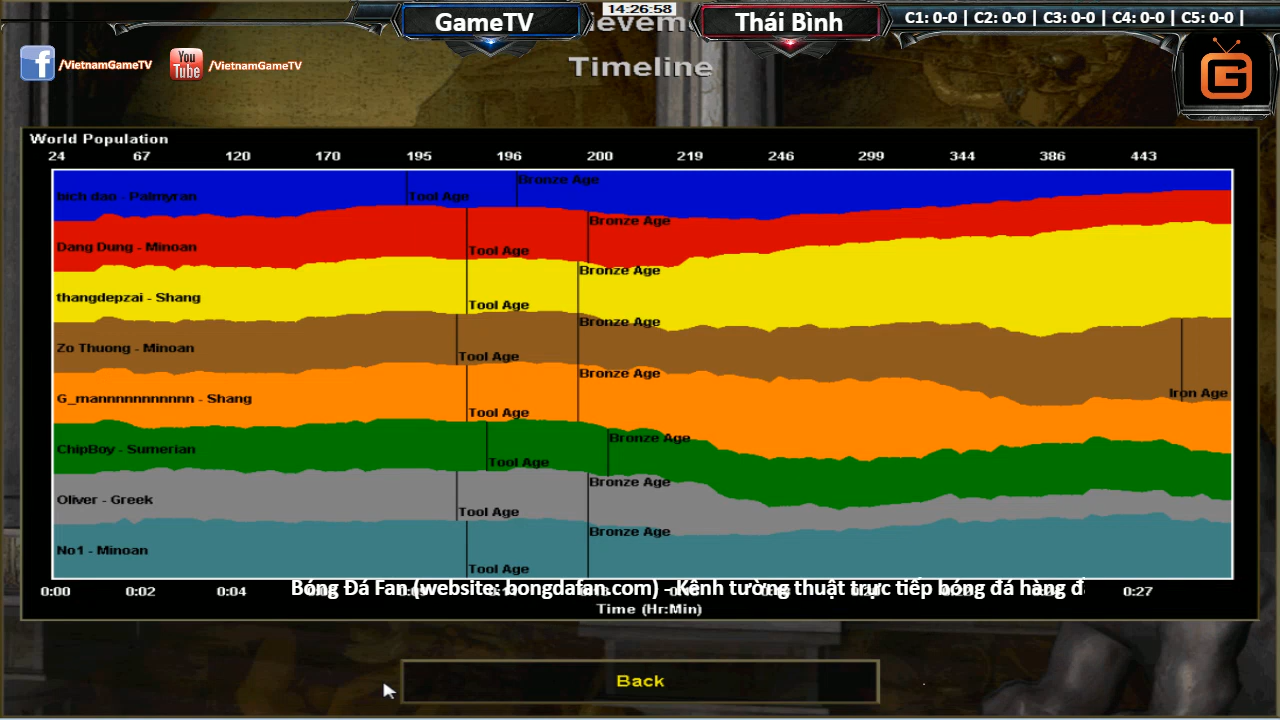 14:26:58
GameTV
Thái Bình
C1: 0-0 | C2: 0-0 | C3: 0-0 | C4: 0-0 | C5: 0-0 |
Timeline
/VietnamGameTV
You Tube /VietnamGameTV
World Population
24 67 120 170 195 196 200 219 246 299 344 386 443
Bronze Age
bich dao - Palmyran Tool Age
Bronze Age
Dang Dung - Minoan Tool Age
Bronze Age
thangdepzai - Shang Tool Age
Bronze Age
Zo Thuong - Minoan Tool Age
Bronze Age
Iron Age
G_mannnnnnnnnnn - Shang Tool Age
Bronze Age
ChipBoy - Sumerian Tool Age
Bronze Age
Oliver - Greek Tool Age
Bronze Age
No1 - Minoan Tool Age
Bóng Đá Fan (website: bongdafan.com) - Kênh tường thuật trực tiếp bóng đá hàng
0:00 0:02 0:04 0:27
Time (Hr:Min)
Back